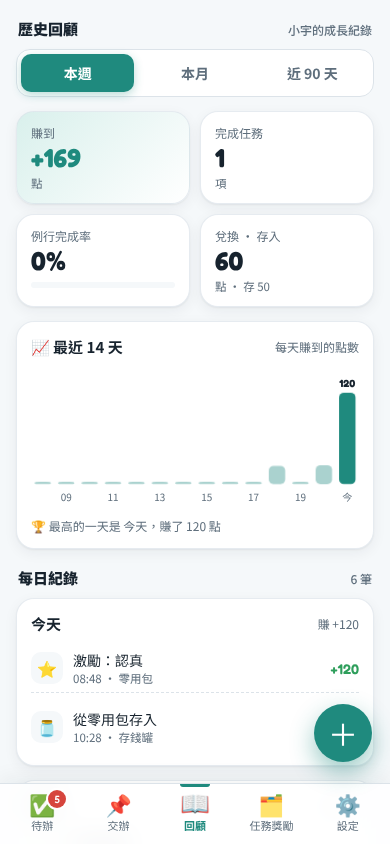 歷史回顧
小宇的成長紀錄
本週
本月
近 90 天
賺到
+169
點
完成任務
1
項
例行完成率
0%
兌換 · 存入
60
點 · 存 50
📈 最近 14 天
每天賺到的點數
120
09 11 13 15 17 19 今
🏆 最高的一天是 今天，賺了 120 點
每日紀錄
6 筆
今天
賺 +120
激勵：認真
08:48 · 零用包
+120
從零用包存入
10:28 · 存錢罐
5
待辦
交辦
回顧
任務獎勵
設定